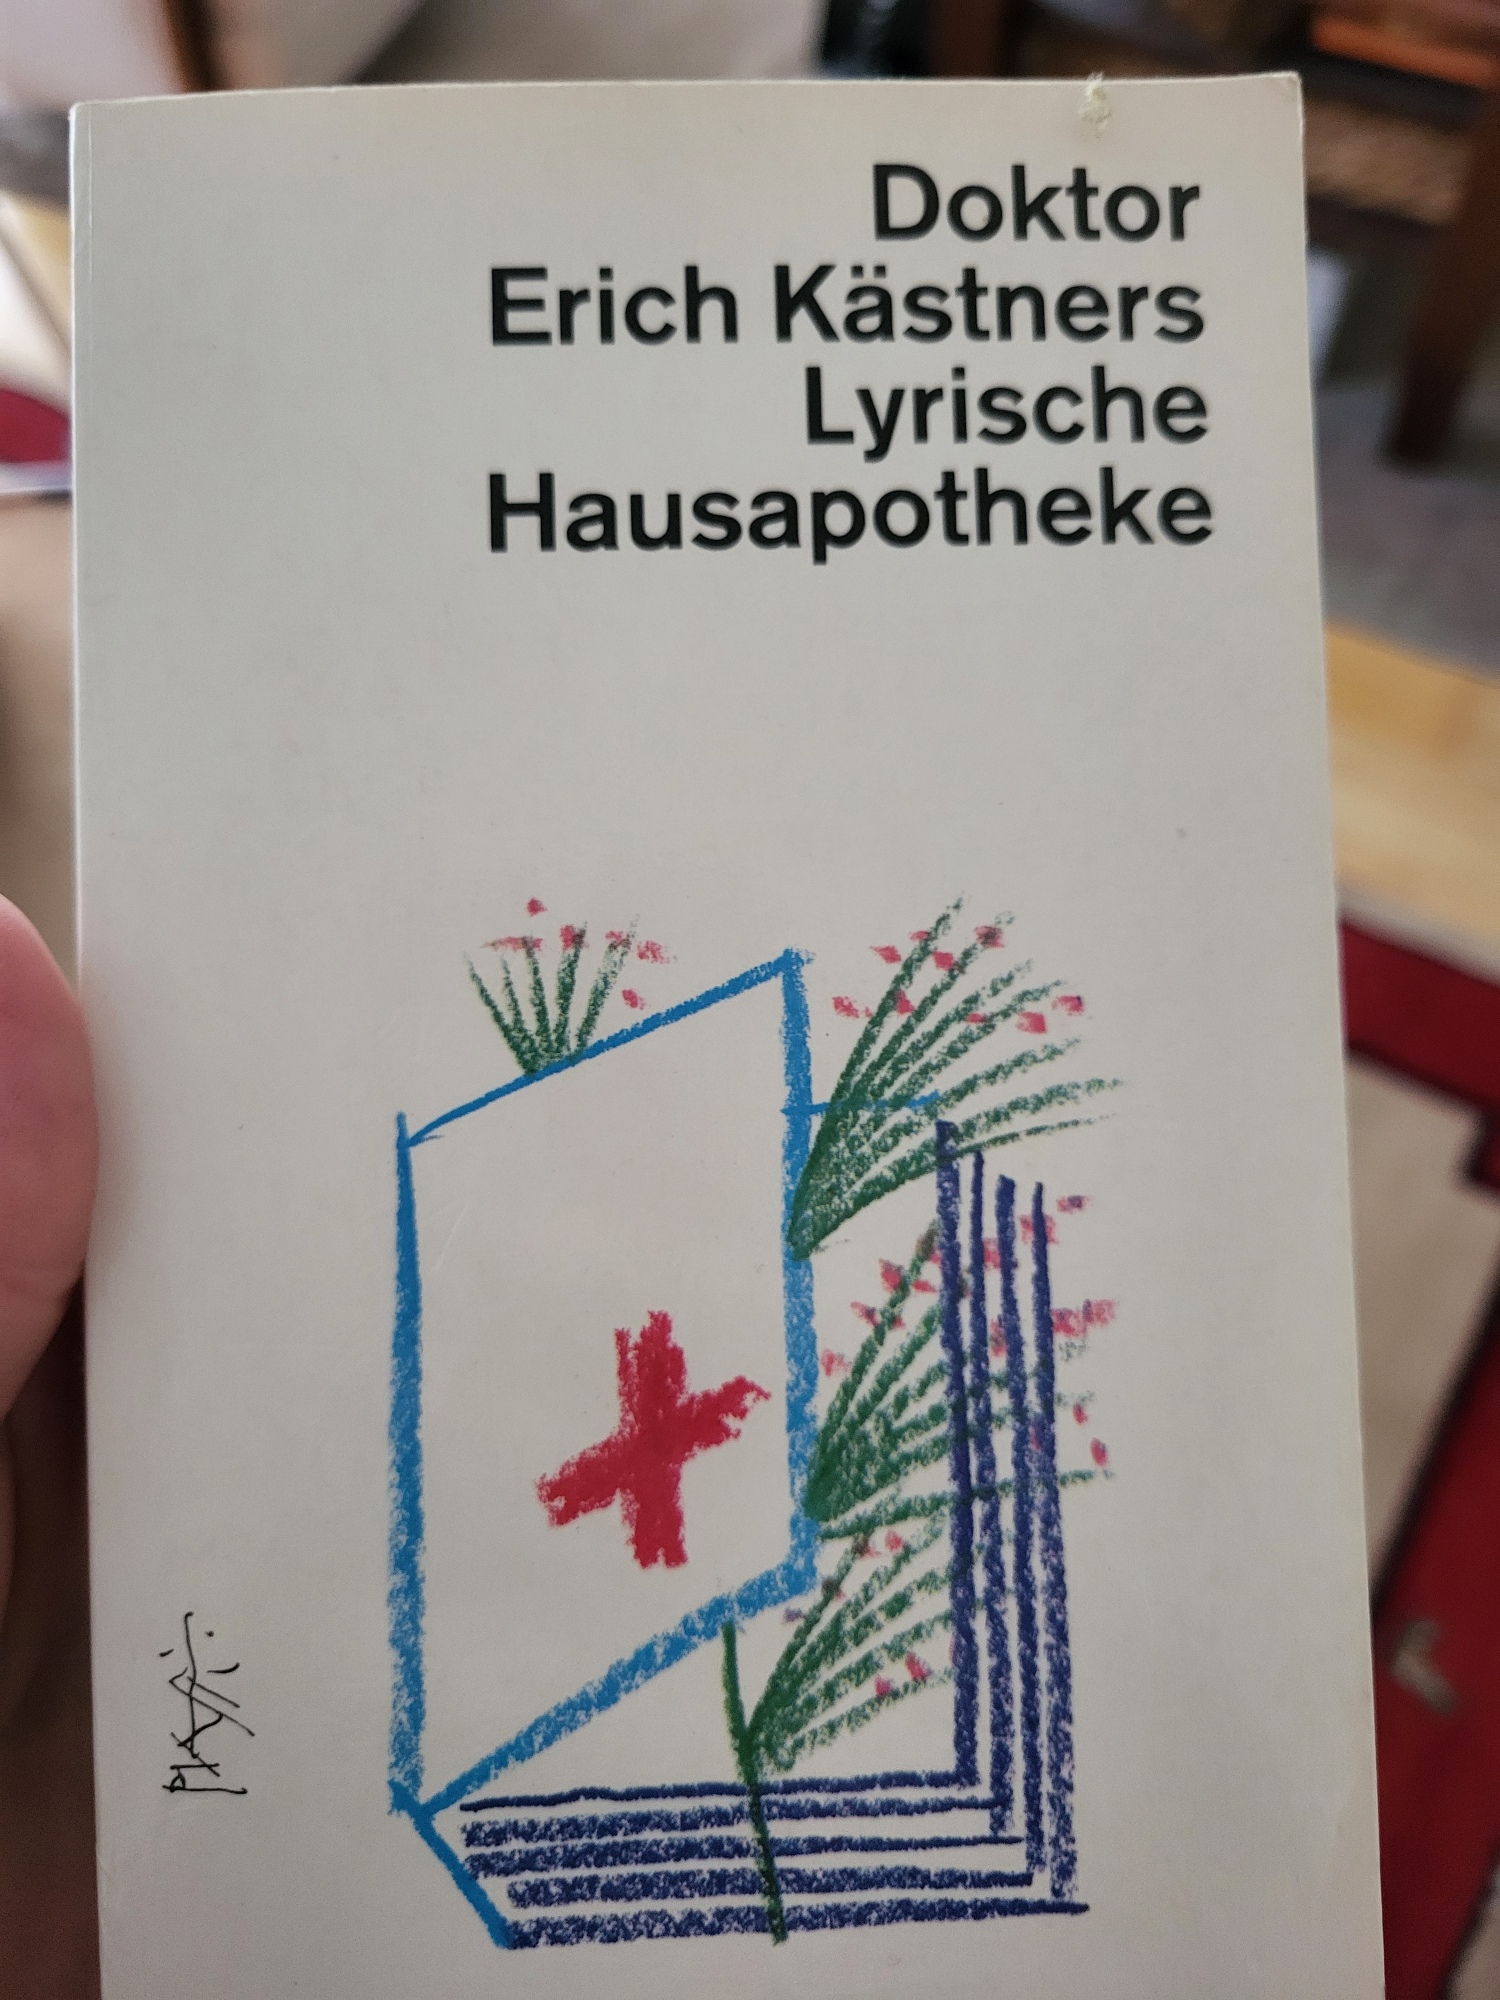 Doktor
Erich Kästners
Lyrische
Hausapotheke